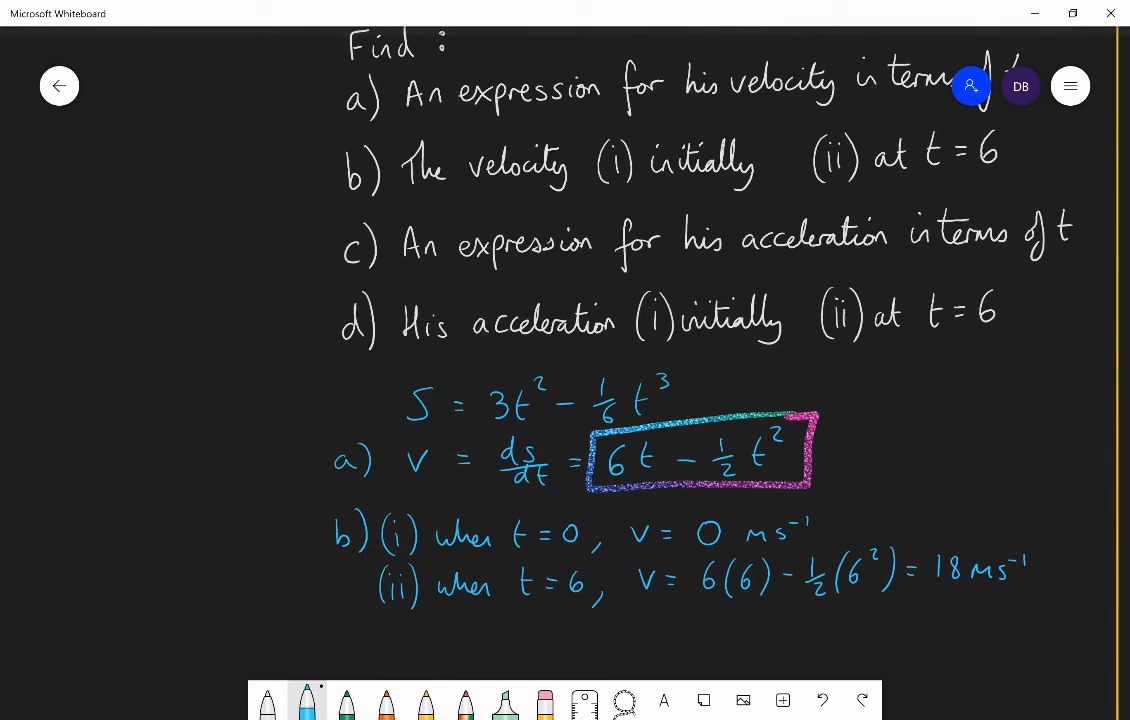 Microsoft Whiteboard
Find :
a) An expression for his velocity in terms of
DB
b) The velocity (i) initially (ii) at t = 6
c) An expression for his acceleration in terms of t
d) His acceleration (i) initially (ii) at t = 6
S = 3t² - 1/6 t³
a) v = ds/dt = 6t - 1/2 t²
b) (i) when t = 0, v = 0 ms⁻¹
(ii) when t = 6, v = 6(6) - 1/2(6²) = 18 ms⁻¹
A